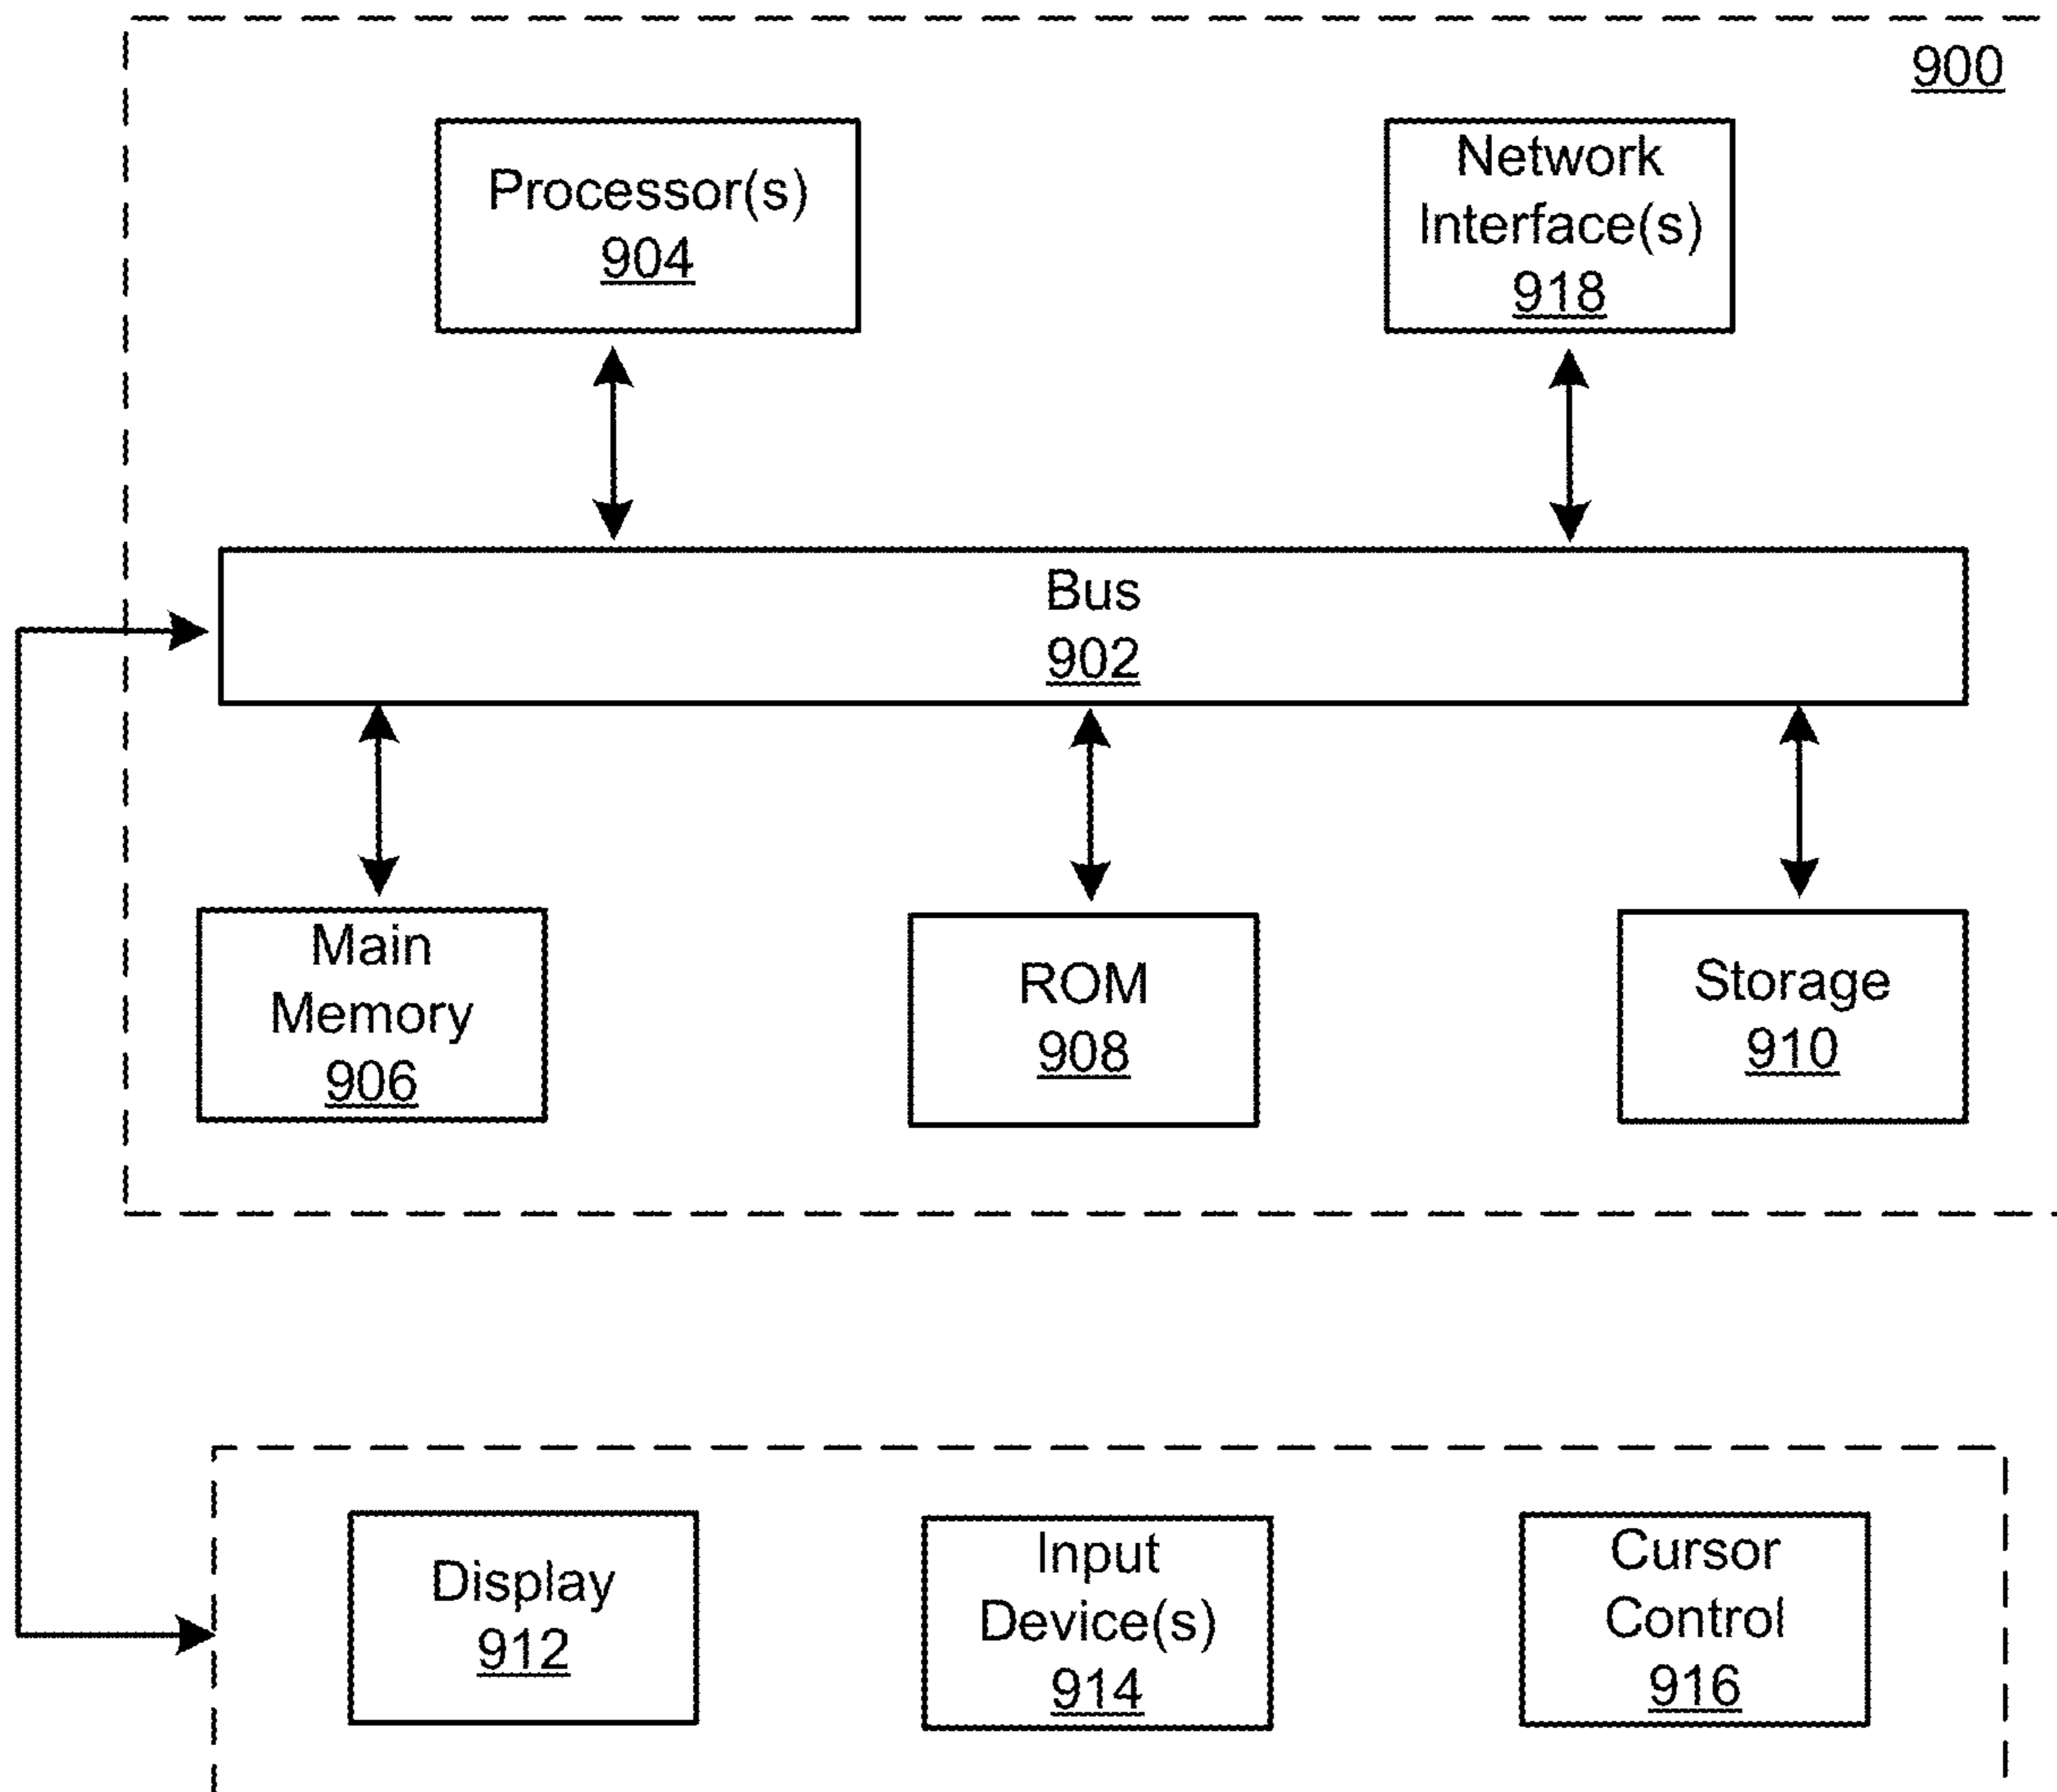 900
Processor(s)
904
Network
Interface(s)
918
Bus
902
Main
Memory
906
ROM
908
Storage
910
Display
912
Input
Device(s)
914
Cursor
Control
916